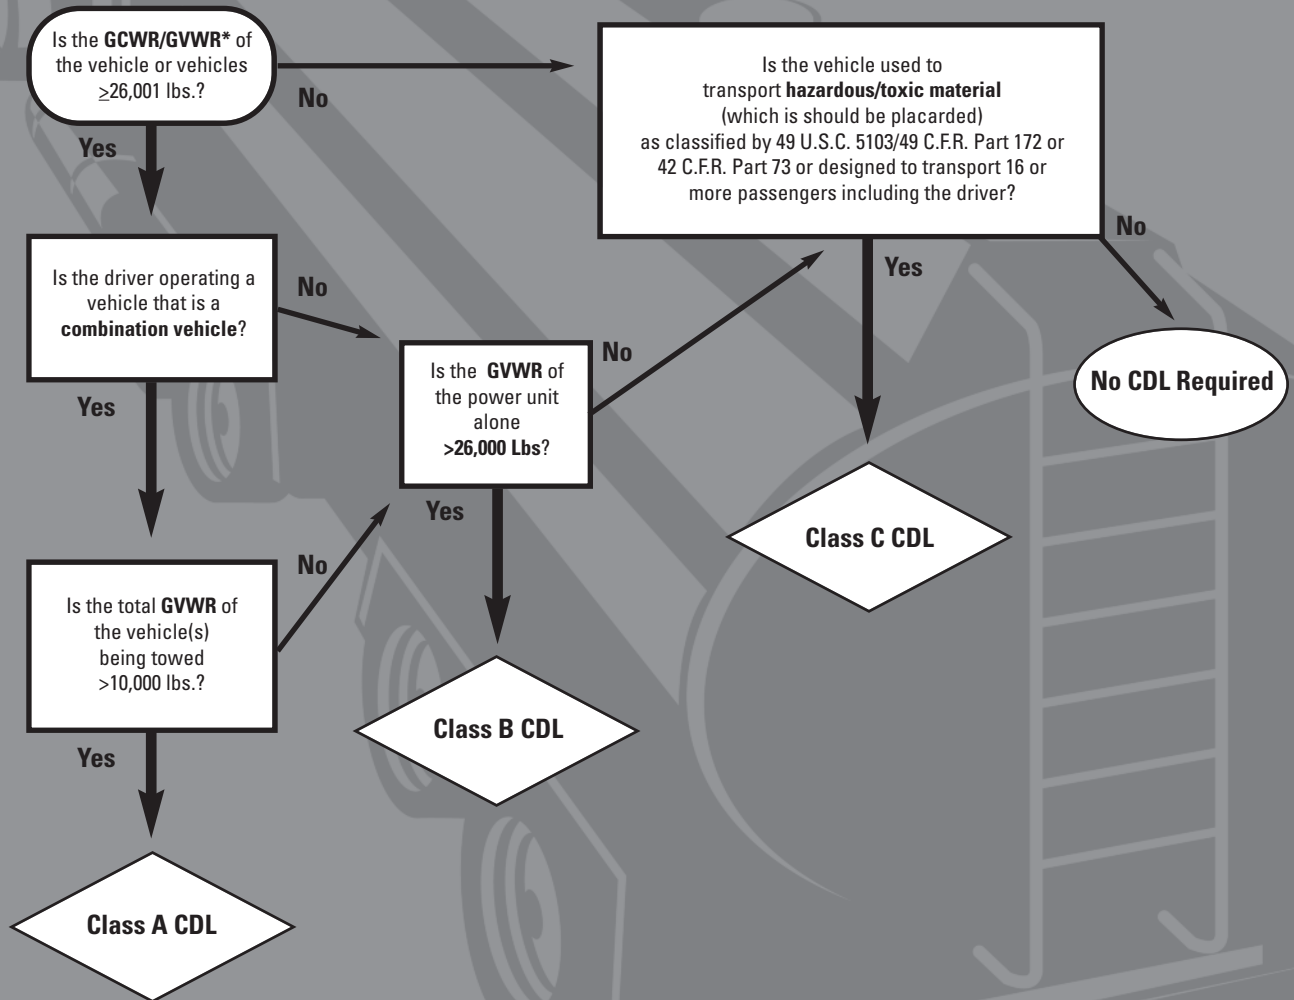 Is the GCWR/GVWR* of
the vehicle or vehicles
≥26,001 lbs.?
No
Yes
Is the vehicle used to
transport hazardous/toxic material
(which is should be placarded)
as classified by 49 U.S.C. 5103/49 C.F.R. Part 172 or
42 C.F.R. Part 73 or designed to transport 16 or
more passengers including the driver?
No
Yes
No CDL Required
Class C CDL
Is the driver operating a
vehicle that is a
combination vehicle?
No
Yes
Is the GVWR of
the power unit
alone
>26,000 Lbs?
No
Yes
Class B CDL
Is the total GVWR of
the vehicle(s)
being towed
>10,000 lbs.?
No
Yes
Class A CDL